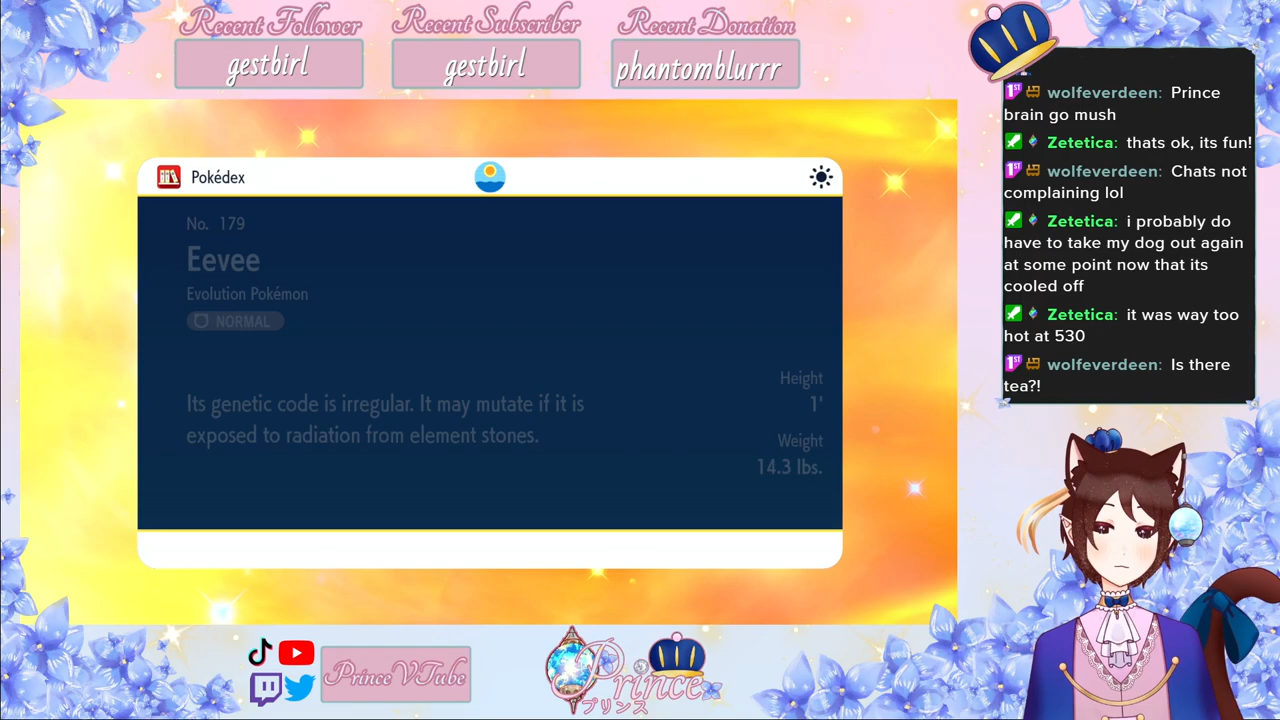 Recent Follower
Recent Subscriber
Recent Donation
gestbirl
gestbirl
phantomblurrr
Pokédex
No. 179
Eevee
Evolution Pokémon
NORMAL
Its genetic code is irregular. It may mutate if it is
exposed to radiation from element stones.
Height
1'
Weight
14.3 lbs.
1ST wolfeverdeen: Prince
brain go mush
Zetetica: thats ok, its fun!
1ST wolfeverdeen: Chats not
complaining lol
Zetetica: i probably do
have to take my dog out again
at some point now that its
cooled off
Zetetica: it was way too
hot at 530
1ST wolfeverdeen: Is there
tea?!
Prince VTube
Prince
プリンス